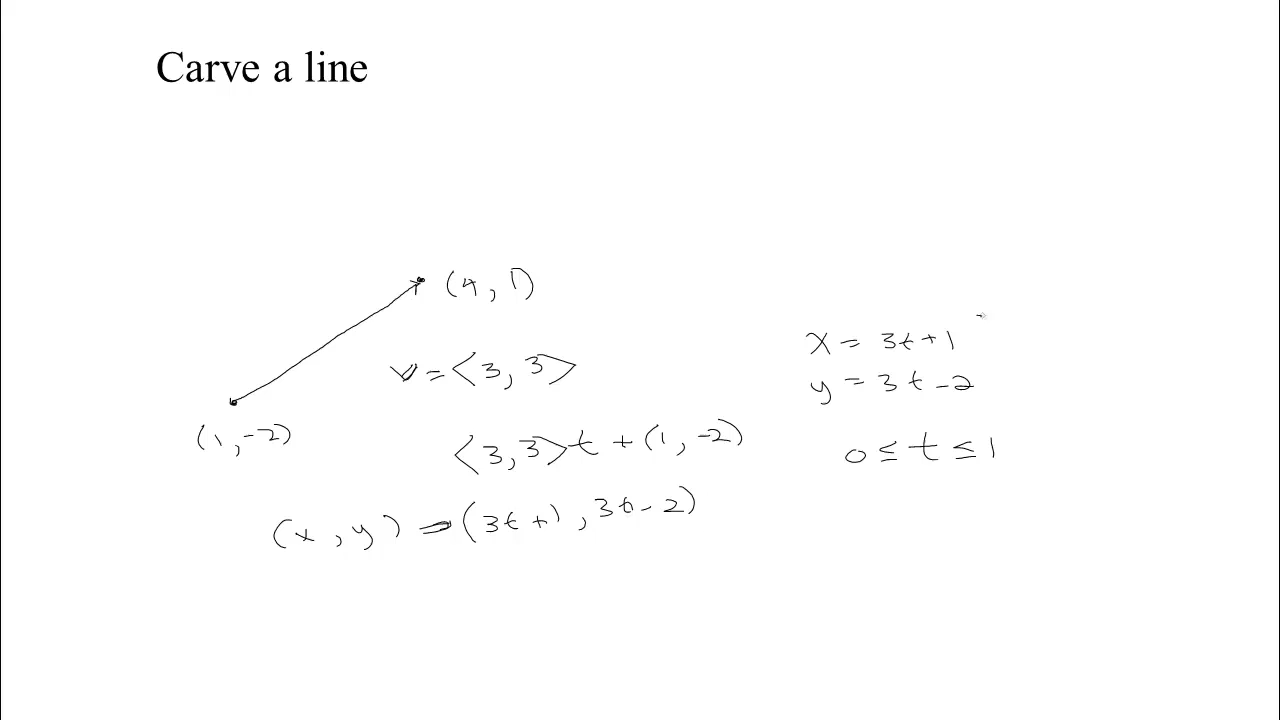 Carve a line
(4, 1)
(1, -2)
v = <3, 3>
<3, 3>t + (1, -2)
(x, y) = (3t+1, 3t-2)
x = 3t+1
y = 3t-2
0 ≤ t ≤ 1